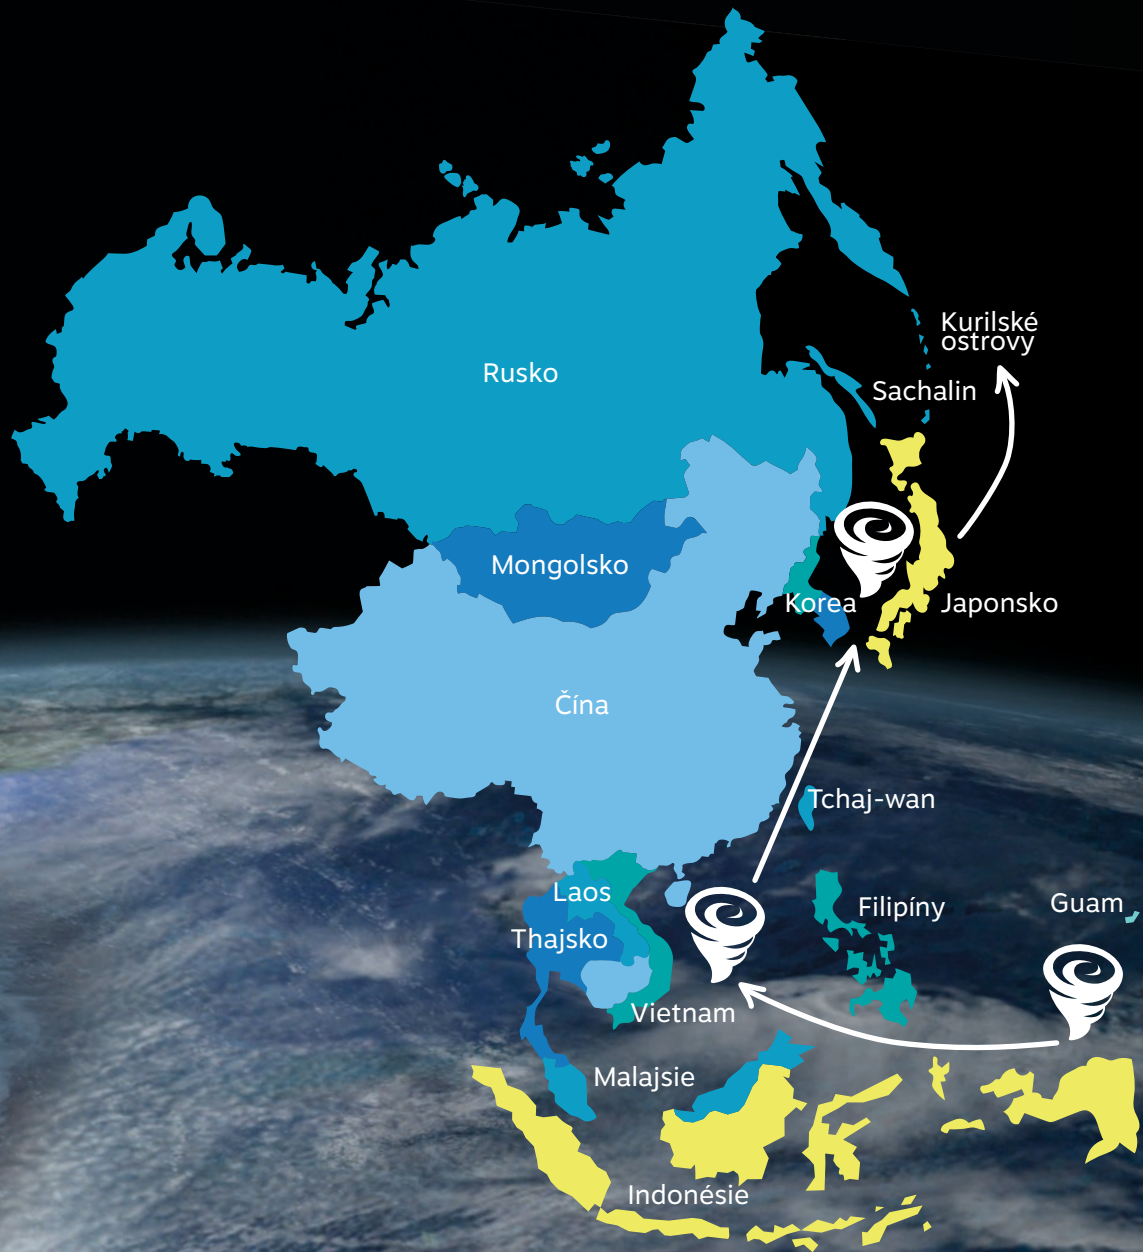 Kurilské
ostrovy
Rusko
Sachalin
Mongolsko
Korea
Japonsko
Čína
Tchaj-wan
Laos
Filipíny
Guam
Thajsko
Vietnam
Malajsie
Indonésie